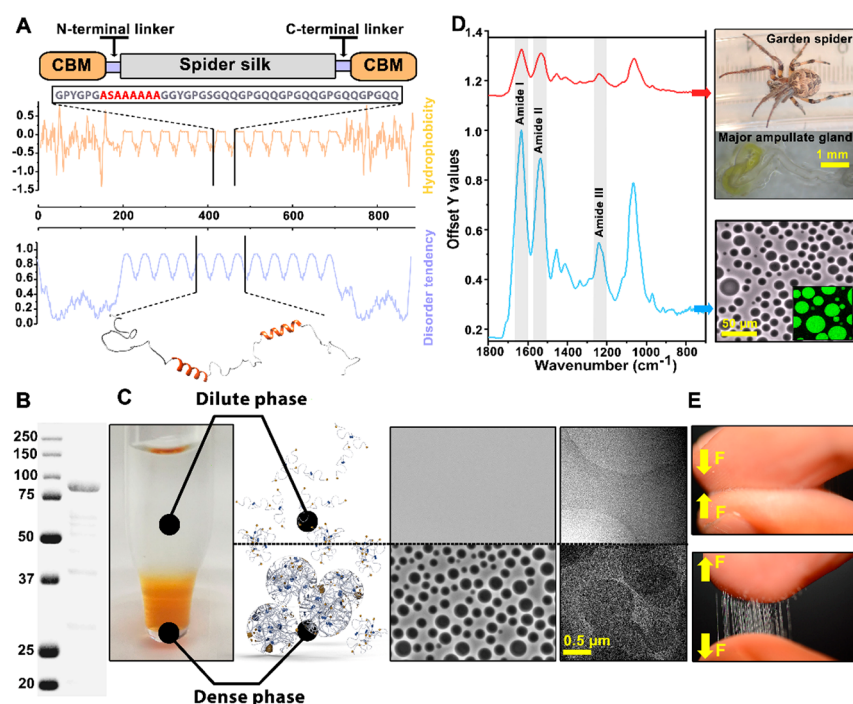 A
N-terminal linker
C-terminal linker
CBM
Spider silk
CBM
GPYGPGASAAAAAAGGYGPGSGQQGPGQQGPGQQGPGQQGPGQQ
0.5
0.0
-0.5
-1.0
-1.5
Hydrophobicity
0
200
400
600
800
1.0
0.8
0.6
0.4
0.2
0.0
Disorder tendency
B
250
150
100
75
50
37
25
20
C
Dilute phase
Dense phase
0.5 µm
D
1.4
1.2
1.0
0.8
0.6
0.4
0.2
Offset Y values
Amide I
Amide II
Amide III
1800
1600
1400
1200
1000
800
Wavenumber (cm-1)
Garden spider
Major ampullate gland
1 mm
50 µm
E
F
F
F
F